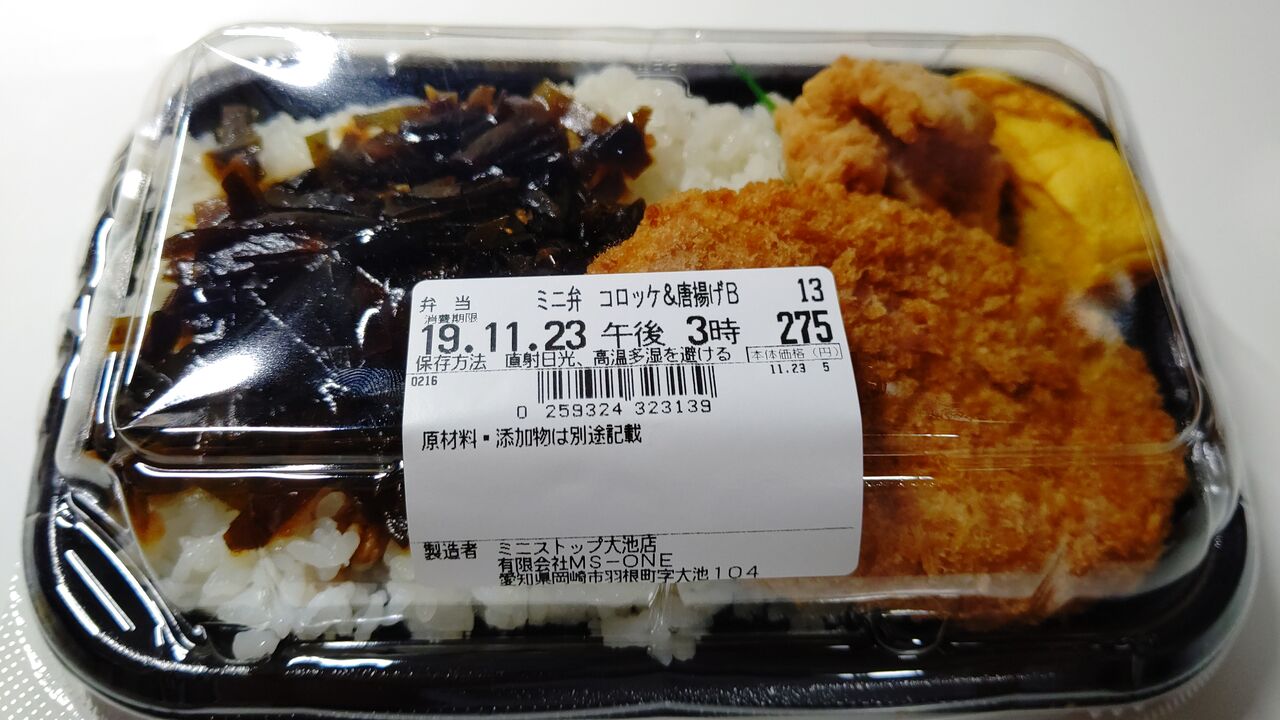 弁当 ミニ弁 コロッケ&唐揚げB 13
消費期限
19.11.23 午後 3時 275
保存方法 直射日光、高温多湿を避ける 本体価格(円)
0216 11.23 5
0 259324 323139
原材料・添加物は別途記載
製造者 ミニストップ大池店
有限会社MS-ONE
愛知県岡崎市羽根町字大池104